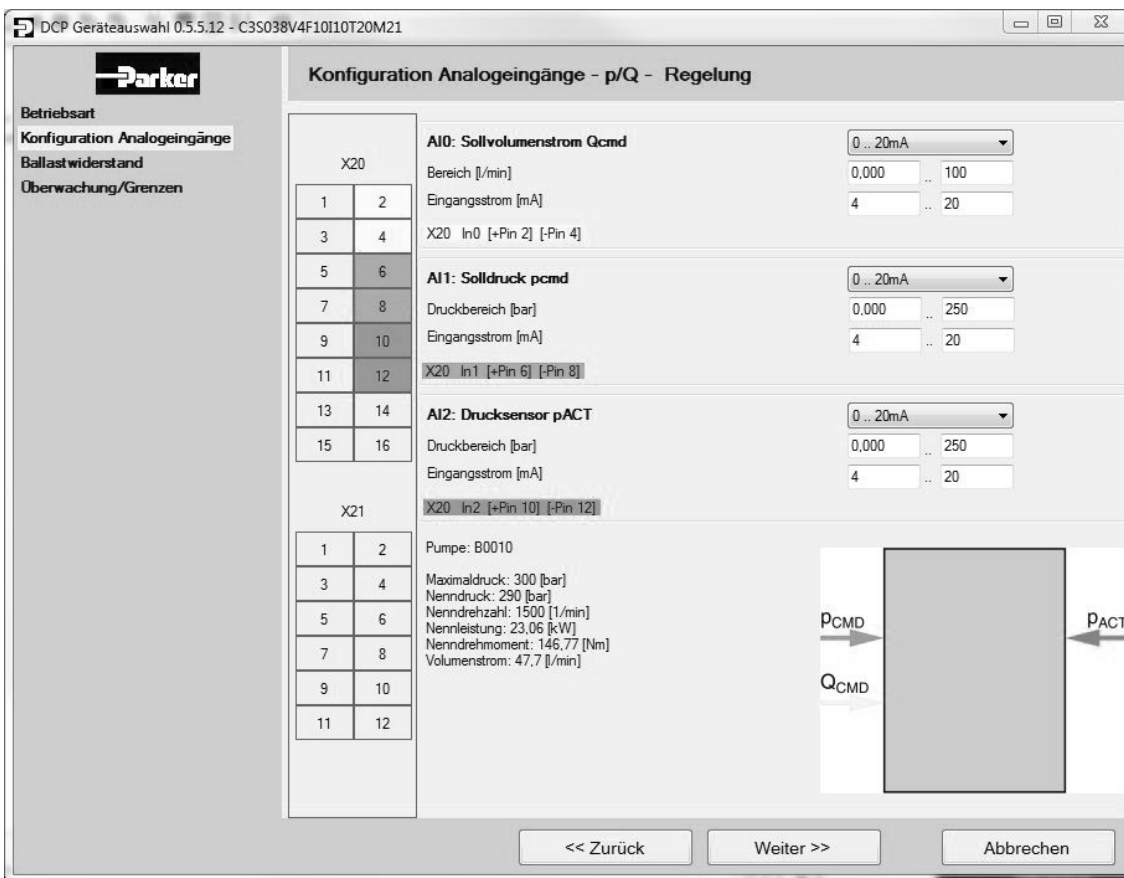 DCP Geräteauswahl 0.5.5.12 - C3S038V4F10I10T20M21
Parker
Betriebsart
Konfiguration Analogeingänge
Ballastwiderstand
Überwachung/Grenzen
Konfiguration Analogeingänge - p/Q - Regelung
X20
1 2
3 4
5 6
7 8
9 10
11 12
13 14
15 16
X21
1 2
3 4
5 6
7 8
9 10
11 12
AI0: Sollvolumenstrom Qcmd 0 .. 20mA
Bereich [l/min] 0,000 .. 100
Eingangsstrom [mA] 4 .. 20
X20 In0 [+Pin 2] [-Pin 4]
AI1: Solldruck pcmd 0 .. 20mA
Druckbereich [bar] 0,000 .. 250
Eingangsstrom [mA] 4 .. 20
X20 In1 [+Pin 6] [-Pin 8]
AI2: Drucksensor pACT 0 .. 20mA
Druckbereich [bar] 0,000 .. 250
Eingangsstrom [mA] 4 .. 20
X20 In2 [+Pin 10] [-Pin 12]
Pumpe: B0010
Maximaldruck: 300 [bar]
Nenndruck: 290 [bar]
Nenndrehzahl: 1500 [1/min]
Nennleistung: 23,06 [kW]
Nenndrehmoment: 146,77 [Nm]
Volumenstrom: 47,7 [l/min]
pCMD
QCMD
pACT
<< Zurück
Weiter >>
Abbrechen